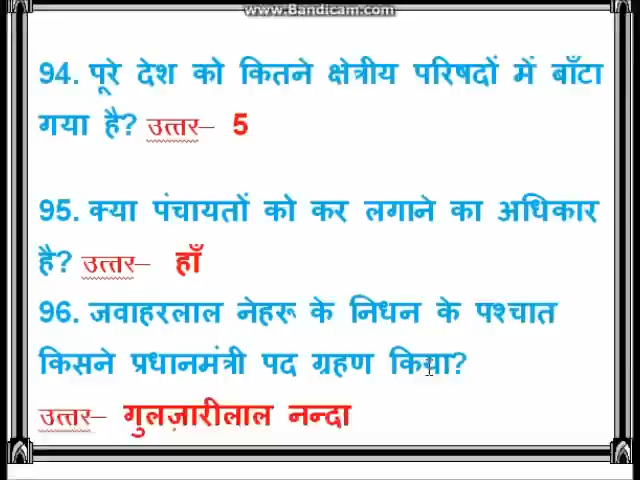 www.Bandicam.com
94. पूरे देश को कितने क्षेत्रीय परिषदों में बाँटा
गया है? उत्तर– 5
95. क्या पंचायतों को कर लगाने का अधिकार
है? उत्तर– हाँ
96. जवाहरलाल नेहरू के निधन के पश्चात
किसने प्रधानमंत्री पद ग्रहण किया?
उत्तर– गुलज़ारीलाल नन्दा